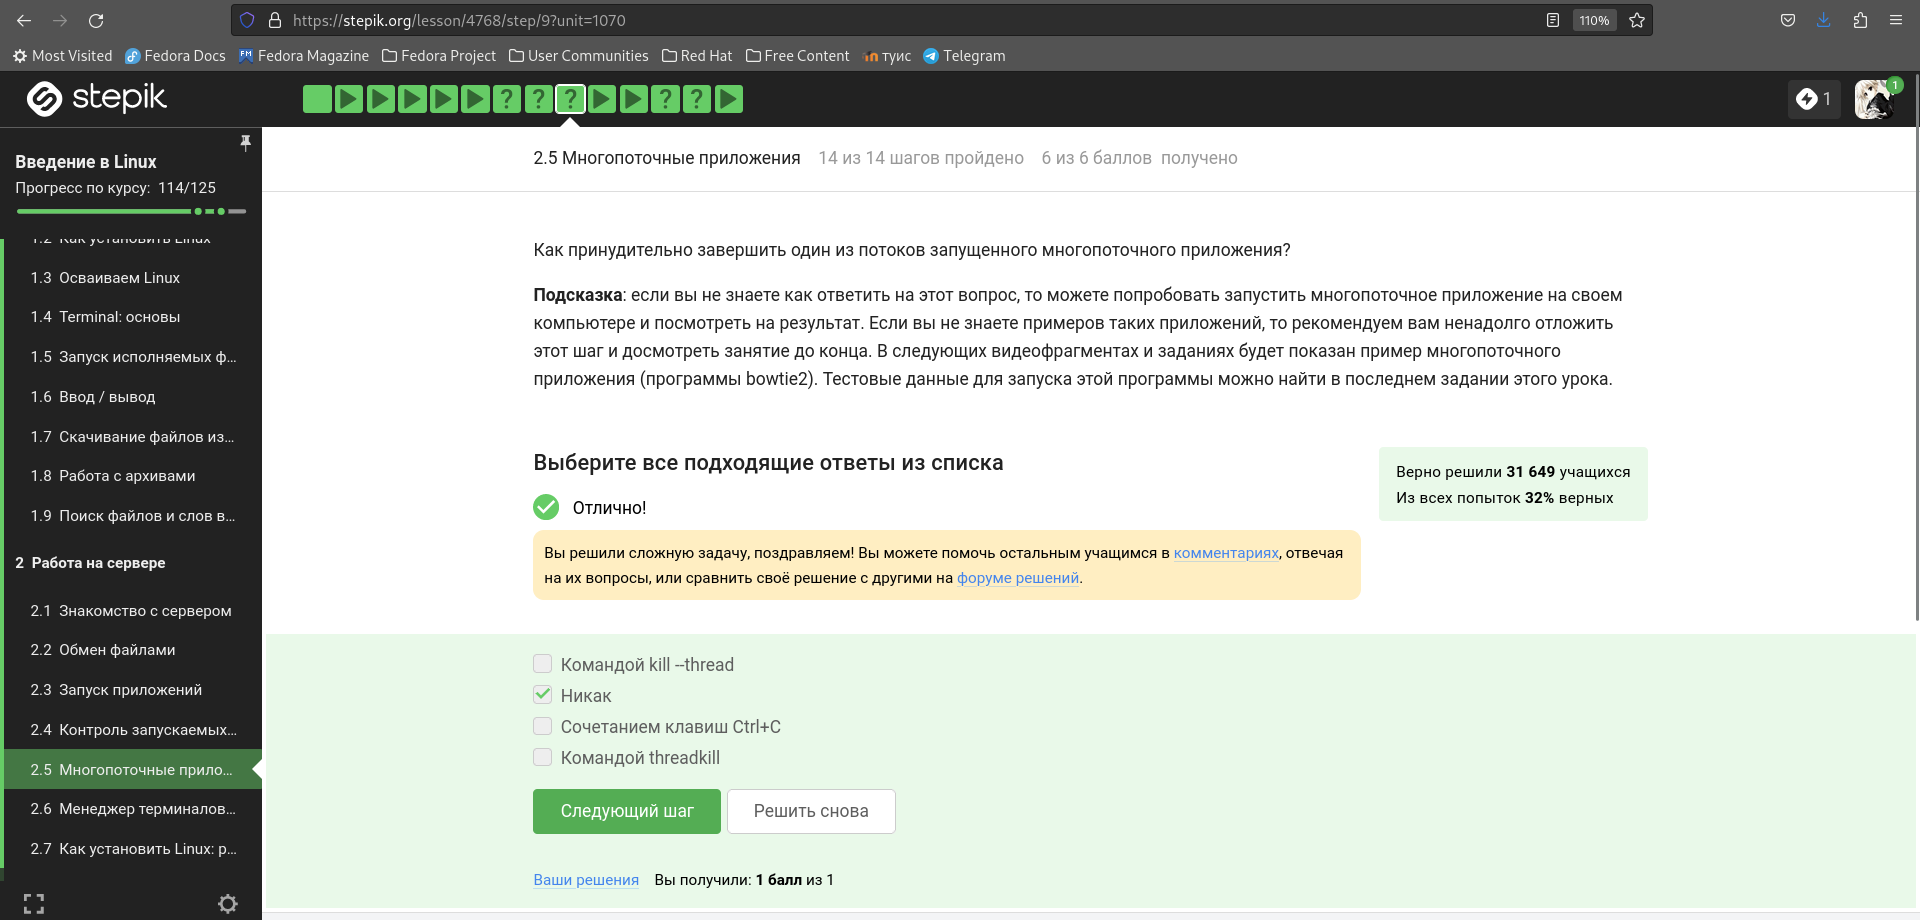 https://stepik.org/lesson/4768/step/9?unit=1070
110%
Most Visited
Fedora Docs
Fedora Magazine
Fedora Project
User Communities
Red Hat
Free Content
туис
Telegram
stepik
? ? ? ? ?
1
1
Введение в Linux
Прогресс по курсу: 114/125
1.2 Как установить Linux
1.3 Осваиваем Linux
1.4 Terminal: основы
1.5 Запуск исполняемых ф...
1.6 Ввод / вывод
1.7 Скачивание файлов из...
1.8 Работа с архивами
1.9 Поиск файлов и слов в...
2 Работа на сервере
2.1 Знакомство с сервером
2.2 Обмен файлами
2.3 Запуск приложений
2.4 Контроль запускаемых...
2.5 Многопоточные прило...
2.6 Менеджер терминалов...
2.7 Как установить Linux: р...
2.5 Многопоточные приложения 14 из 14 шагов пройдено 6 из 6 баллов получено
Как принудительно завершить один из потоков запущенного многопоточного приложения?
Подсказка: если вы не знаете как ответить на этот вопрос, то можете попробовать запустить многопоточное приложение на своем
компьютере и посмотреть на результат. Если вы не знаете примеров таких приложений, то рекомендуем вам ненадолго отложить
этот шаг и досмотреть занятие до конца. В следующих видеофрагментах и заданиях будет показан пример многопоточного
приложения (программы bowtie2). Тестовые данные для запуска этой программы можно найти в последнем задании этого урока.
Выберите все подходящие ответы из списка
Верно решили 31 649 учащихся
Из всех попыток 32% верных
Отлично!
Вы решили сложную задачу, поздравляем! Вы можете помочь остальным учащимся в комментариях, отвечая
на их вопросы, или сравнить своё решение с другими на форуме решений.
Командой kill --thread
Никак
Сочетанием клавиш Ctrl+C
Командой threadkill
Следующий шаг
Решить снова
Ваши решения Вы получили: 1 балл из 1